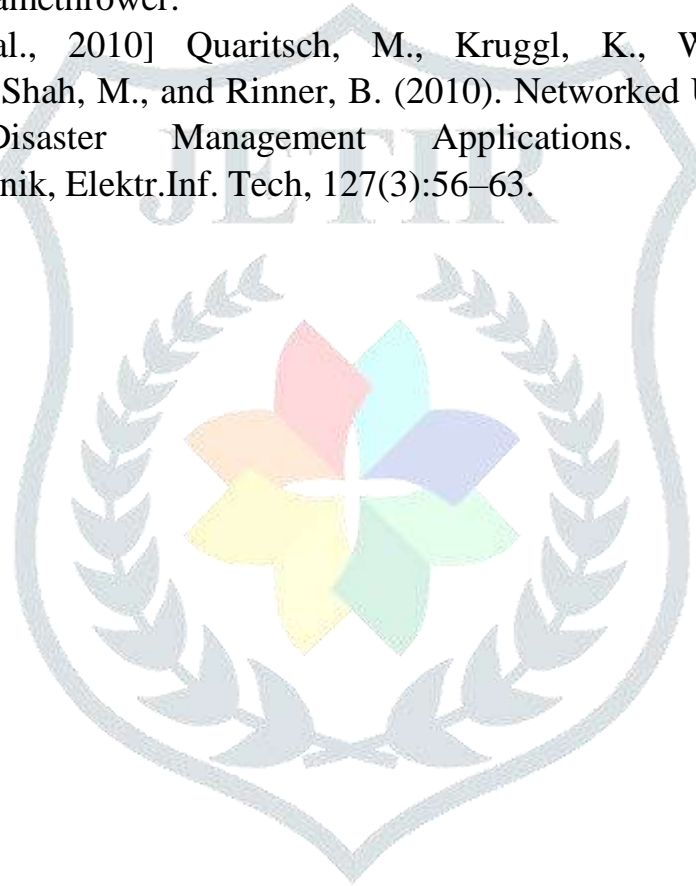 amethrower.
al., 2010] Quaritsch, M., Kruggl, K., W
Shah, M., and Rinner, B. (2010). Networked U
Disaster Management Applications.
nik, Elektr.Inf. Tech, 127(3):56–63.
JETIR